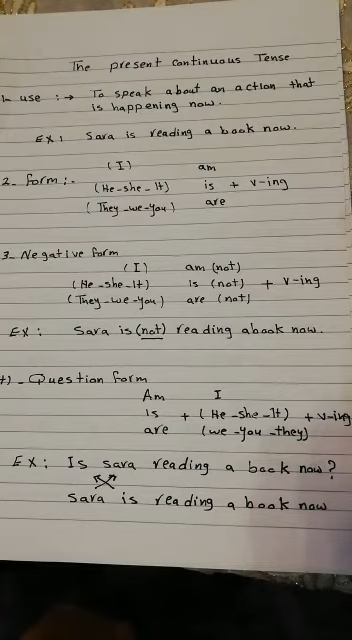 The present continuous Tense
1- use :→ To speak about an action that
is happening now.
EX: Sara is reading a book now.
(I) am
2- Form:- (He-she-It) is + v-ing
(They-we-you) are
3- Negative form
(I) am (not)
(He-she-It) is (not) + v-ing
(They-we-you) are (not)
EX: Sara is (not) reading a book now.
4) - Question form
Am I
is + (He-she-It) + v-ing
are (we-you-they)
EX: Is sara reading a book now?
Sara is reading a book now